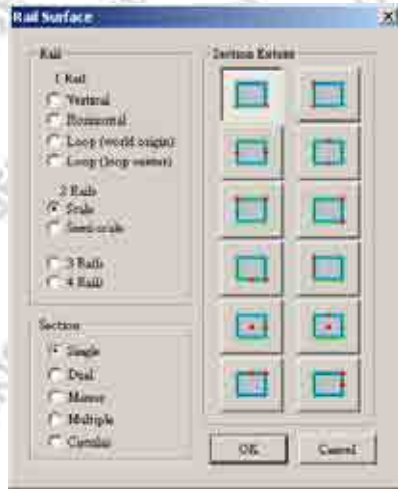 Rail Surface
Rail
1 Rail
Vertical
Horizontal
Loop (world origin)
Loop (loop center)
2 Rails
Scale
Semi-scale
3 Rails
4 Rails
Section
Single
Dual
Mirror
Multiple
Circular
Section Extent
OK
Cancel